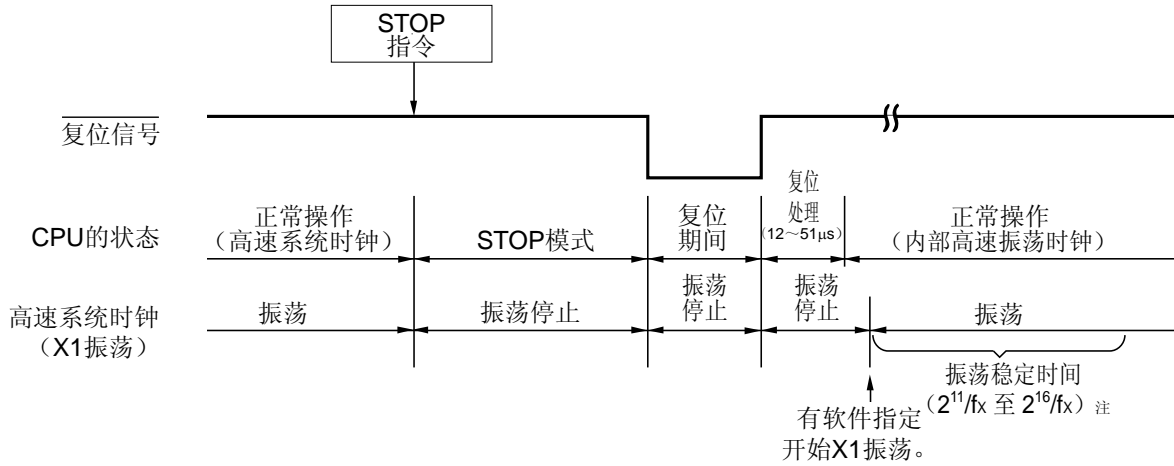 STOP
指令
复位信号
CPU的状态
正常操作
（高速系统时钟）
STOP模式
复位
期间
复位
处理
（12～51μs）
正常操作
（内部高速振荡时钟）
高速系统时钟
（X1振荡）
振荡
振荡停止
振荡
停止
振荡
停止
振荡
振荡稳定时间
（2¹¹/fx 至 2¹⁶/fx）注
有软件指定
开始X1振荡。